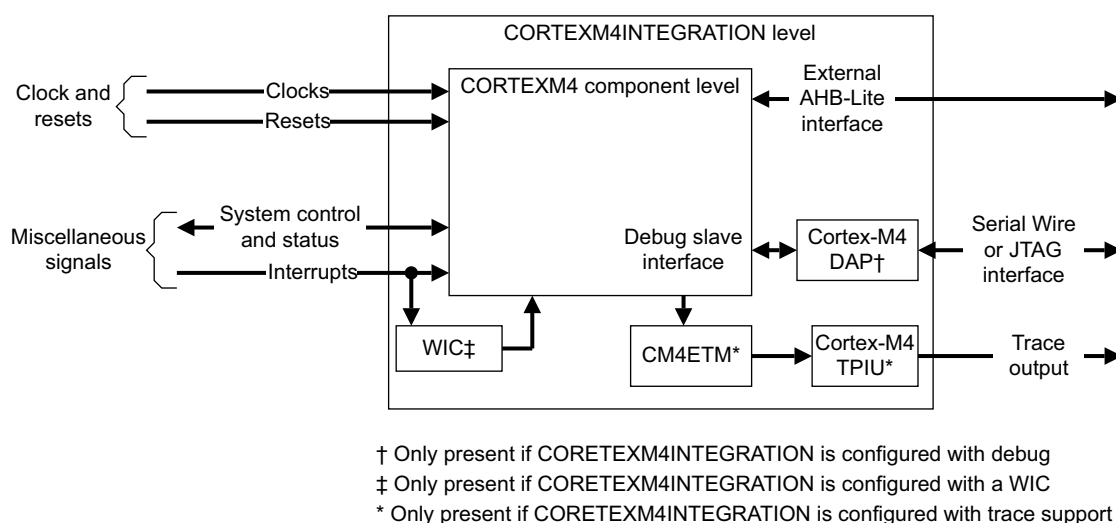 CORTEXM4INTEGRATION level
CORTEXM4 component level
Clock and
resets
Clocks
Resets
External
AHB-Lite
interface
Miscellaneous
signals
System control
and status
Interrupts
Debug slave
interface
Cortex-M4
DAP†
Serial Wire
or JTAG
interface
WIC‡
CM4ETM*
Cortex-M4
TPIU*
Trace
output
† Only present if CORETEXM4INTEGRATION is configured with debug
‡ Only present if CORETEXM4INTEGRATION is configured with a WIC
* Only present if CORETEXM4INTEGRATION is configured with trace support